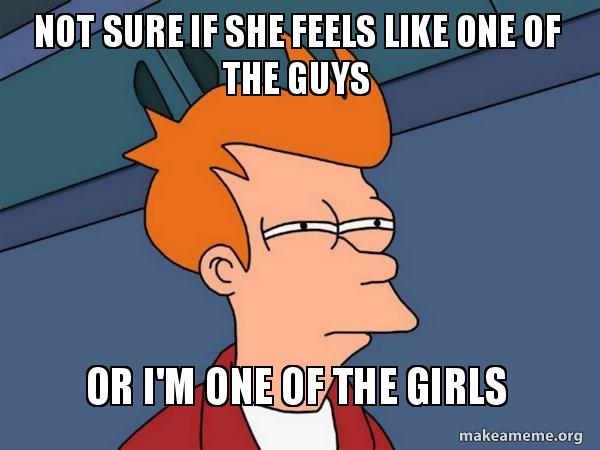 NOT SURE IF SHE FEELS LIKE ONE OF
THE GUYS
OR I'M ONE OF THE GIRLS
makeameme.org